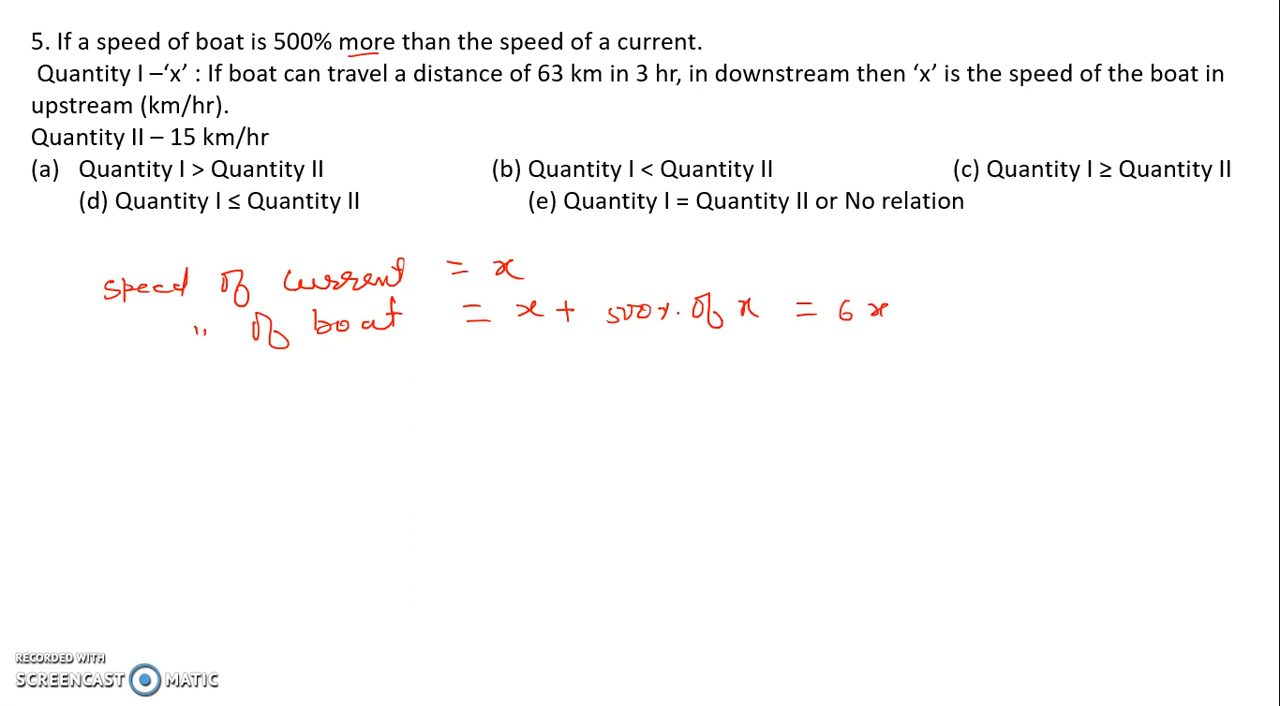 5. If a speed of boat is 500% more than the speed of a current.
Quantity I –‘x’ : If boat can travel a distance of 63 km in 3 hr, in downstream then ‘x’ is the speed of the boat in
upstream (km/hr).
Quantity II – 15 km/hr
(a) Quantity I > Quantity II (b) Quantity I < Quantity II (c) Quantity I ≥ Quantity II
(d) Quantity I ≤ Quantity II (e) Quantity I = Quantity II or No relation
speed of current = x
" of boat = x + 500%. of x = 6x
RECORDED WITH
SCREENCAST MATIC